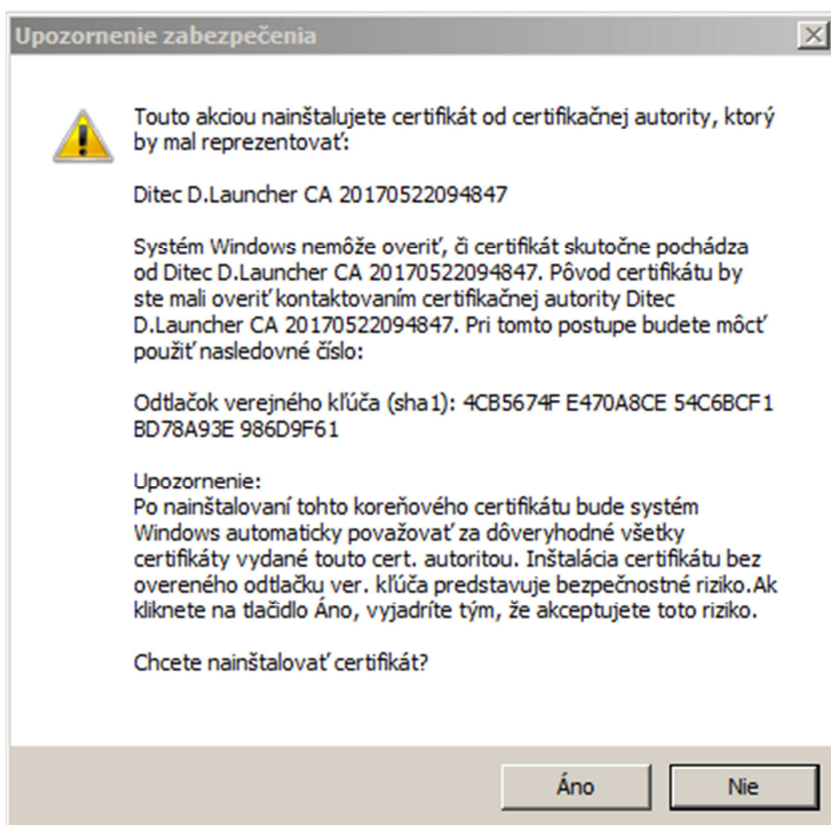 Upozornenie zabezpečenia
Touto akciou nainštalujete certifikát od certifikačnej autority, ktorý
by mal reprezentovať:
Ditec D.Launcher CA 20170522094847
Systém Windows nemôže overiť, či certifikát skutočne pochádza
od Ditec D.Launcher CA 20170522094847. Pôvod certifikátu by
ste mali overiť kontaktovaním certifikačnej autority Ditec
D.Launcher CA 20170522094847. Pri tomto postupe budete môcť
použiť nasledovné číslo:
Odtlačok verejného kľúča (sha1): 4CB5674F E470A8CE 54C6BCF1
BD78A93E 986D9F61
Upozornenie:
Po nainštalovaní tohto koreňového certifikátu bude systém
Windows automaticky považovať za dôveryhodné všetky
certifikáty vydané touto cert. autoritou. Inštalácia certifikátu bez
overeného odtlačku ver. kľúča predstavuje bezpečnostné riziko.Ak
kliknete na tlačidlo Áno, vyjadríte tým, že akceptujete toto riziko.
Chcete nainštalovať certifikát?
Áno
Nie